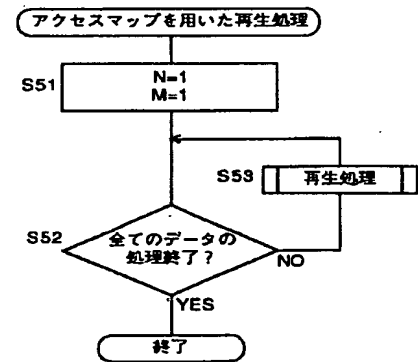 アクセスマップを用いた再生処理
S51
N=1
M=1
S53
再生処理
S52
全てのデータの
処理終了?
NO
YES
終了